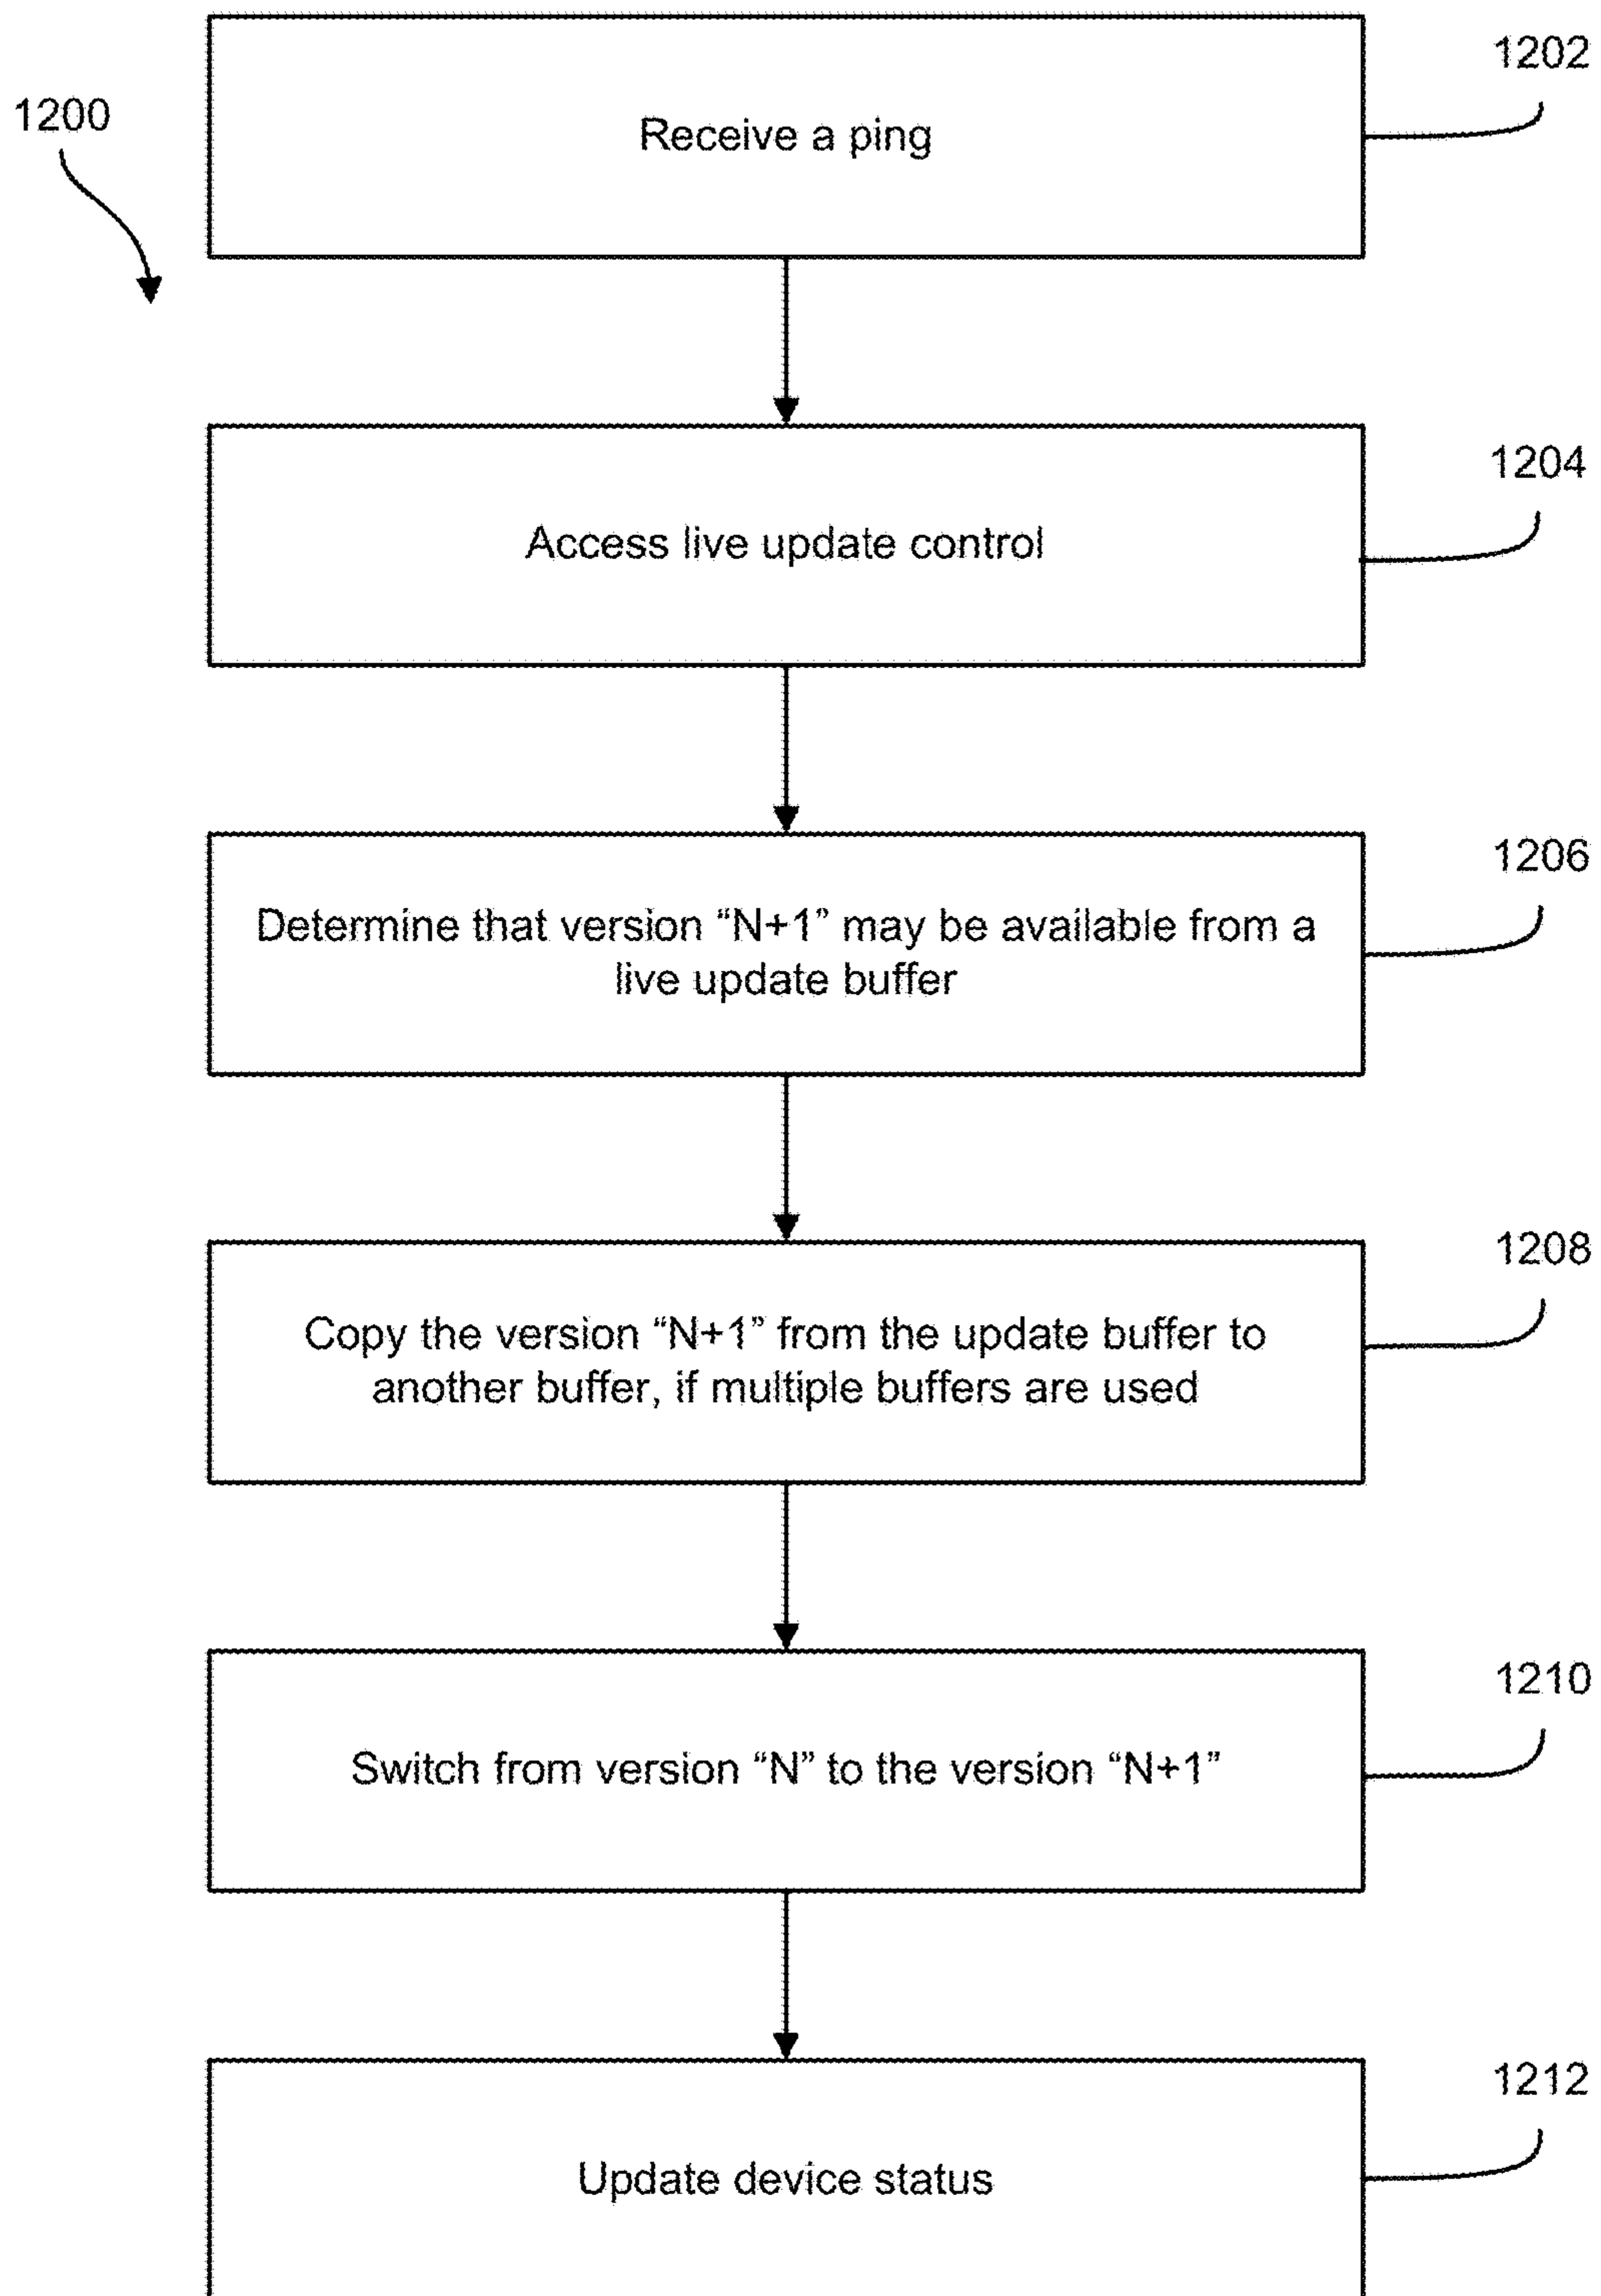 1202
1200
Receive a ping
1204
Access live update control
1206
Determine that version “N+1” may be available from a
live update buffer
1208
Copy the version “N+1” from the update buffer to
another buffer, if multiple buffers are used
1210
Switch from version “N” to the version “N+1”
1212
Update device status